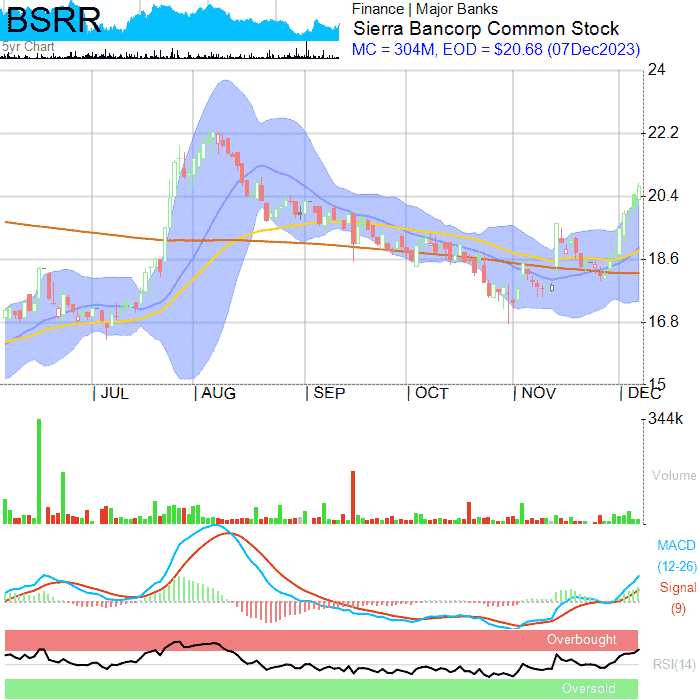 BSRR
5yr Chart
Finance | Major Banks
Sierra Bancorp Common Stock
MC = 304M, EOD = $20.68 (07Dec2023)
24
22.2
20.4
18.6
16.8
15
JUL AUG SEP OCT NOV DEC
344k
Volume
MACD
(12-26)
Signal
(9)
Overbought
RSI(14)
Oversold